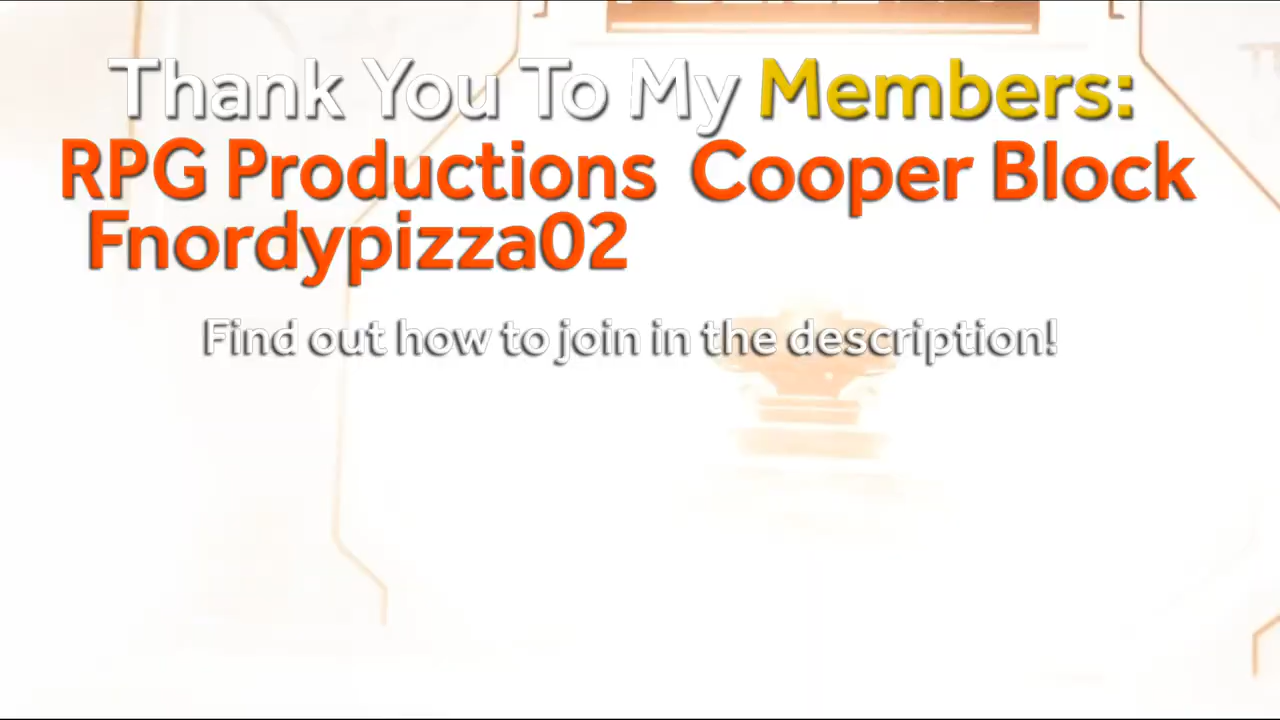 Thank You To My Members:
RPG Productions Cooper Block
Fnordypizza02
Find out how to join in the description!